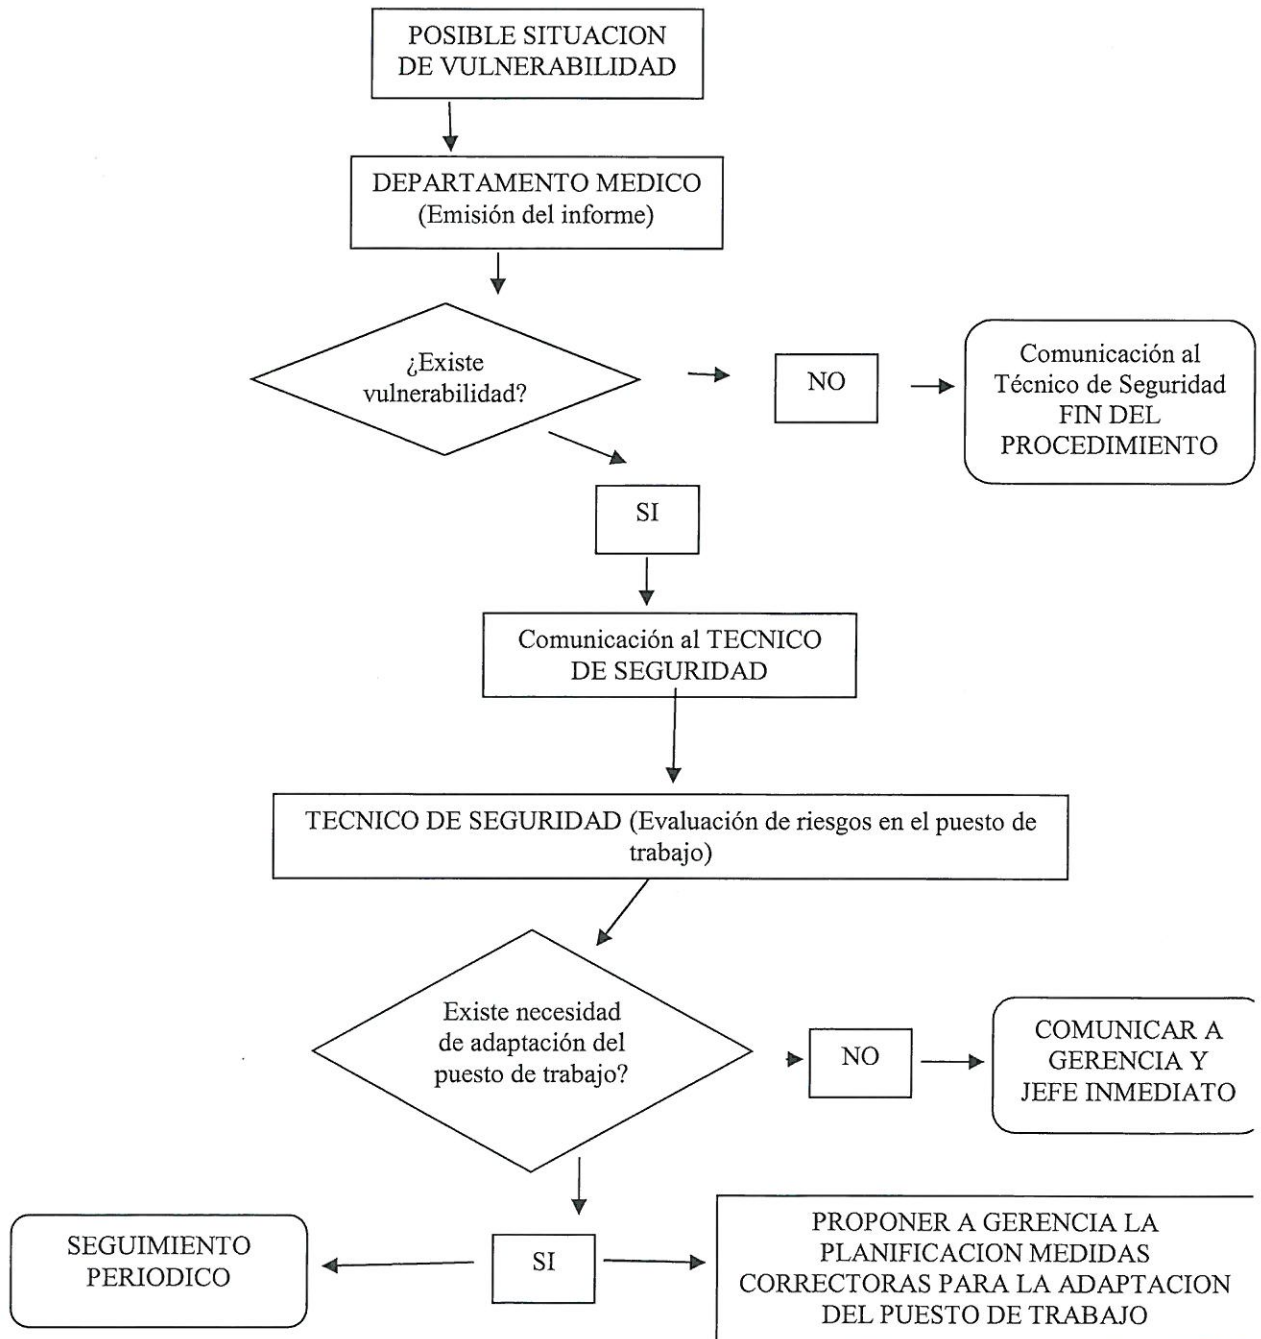 POSIBLE SITUACION
DE VULNERABILIDAD
DEPARTAMENTO MEDICO
(Emisión del informe)
¿Existe
vulnerabilidad?
NO
Comunicación al
Técnico de Seguridad
FIN DEL
PROCEDIMIENTO
SI
Comunicación al TECNICO
DE SEGURIDAD
TECNICO DE SEGURIDAD (Evaluación de riesgos en el puesto de
trabajo)
Existe necesidad
de adaptación del
puesto de trabajo?
NO
COMUNICAR A
GERENCIA Y
JEFE INMEDIATO
SEGUIMIENTO
PERIODICO
SI
PROPONER A GERENCIA LA
PLANIFICACION MEDIDAS
CORRECTORAS PARA LA ADAPTACION
DEL PUESTO DE TRABAJO